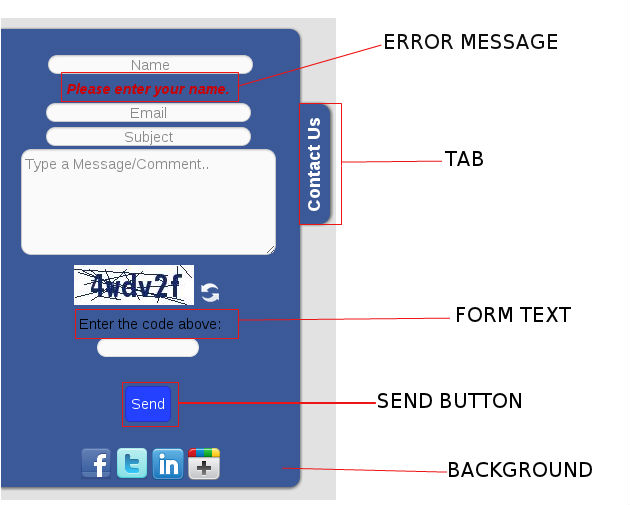 ERROR MESSAGE
Name
Please enter your name.
Email
Subject
Contact Us
TAB
Type a Message/Comment..
4wdv2f
FORM TEXT
Enter the code above:
SEND BUTTON
Send
f
t
in
+
BACKGROUND